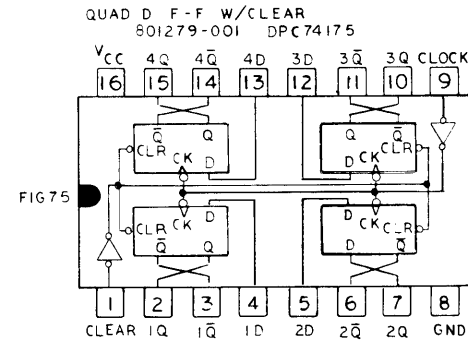 QUAD D F-F W/CLEAR
801279-001 DPC74175
VCC 4Q 4Q̅ 4D 3D 3Q̅ 3Q CLOCK
16 15 14 13 12 11 10 9
Q̅ Q Q Q̅
CLR D D CLR
CK CK
FIG75
CLR D CK CK CLR
Q̅ Q D Q̅
1 2 3 4 5 6 7 8
CLEAR 1Q 1Q̅ 1D 2D 2Q̅ 2Q GND